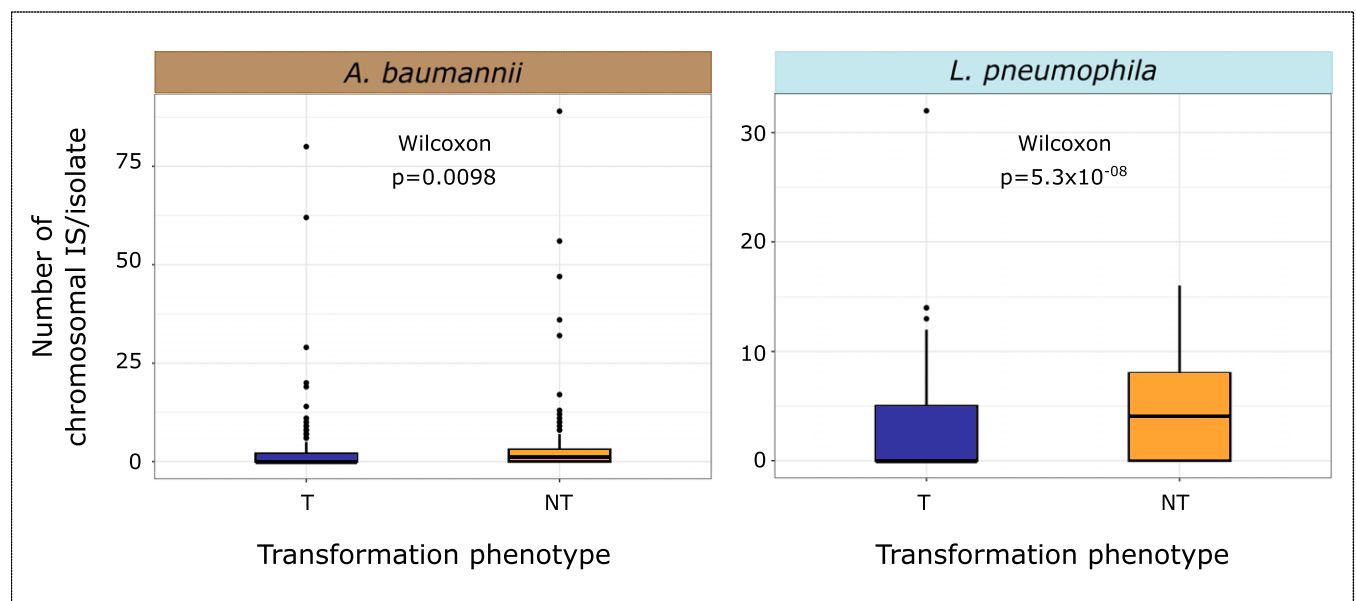 A. baumannii
L. pneumophila
Number of
chromosomal IS/isolate
75
50
25
0
Wilcoxon
p=0.0098
T
NT
Transformation phenotype
30
20
10
0
Wilcoxon
p=5.3x10⁻⁰⁸
T
NT
Transformation phenotype